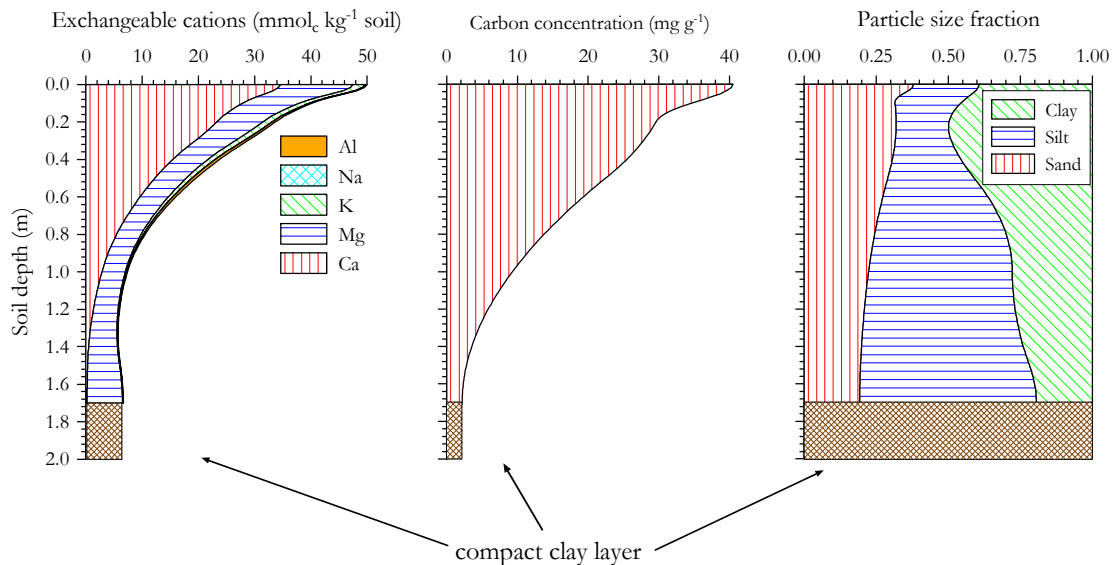 Exchangeable cations (mmol_c kg⁻¹ soil)
0 10 20 30 40 50
Soil depth (m)
0.0
0.2
0.4
0.6
0.8
1.0
1.2
1.4
1.6
1.8
2.0
Al
Na
K
Mg
Ca
Carbon concentration (mg g⁻¹)
0 10 20 30 40
Particle size fraction
0.00 0.25 0.50 0.75 1.00
Clay
Silt
Sand
compact clay layer